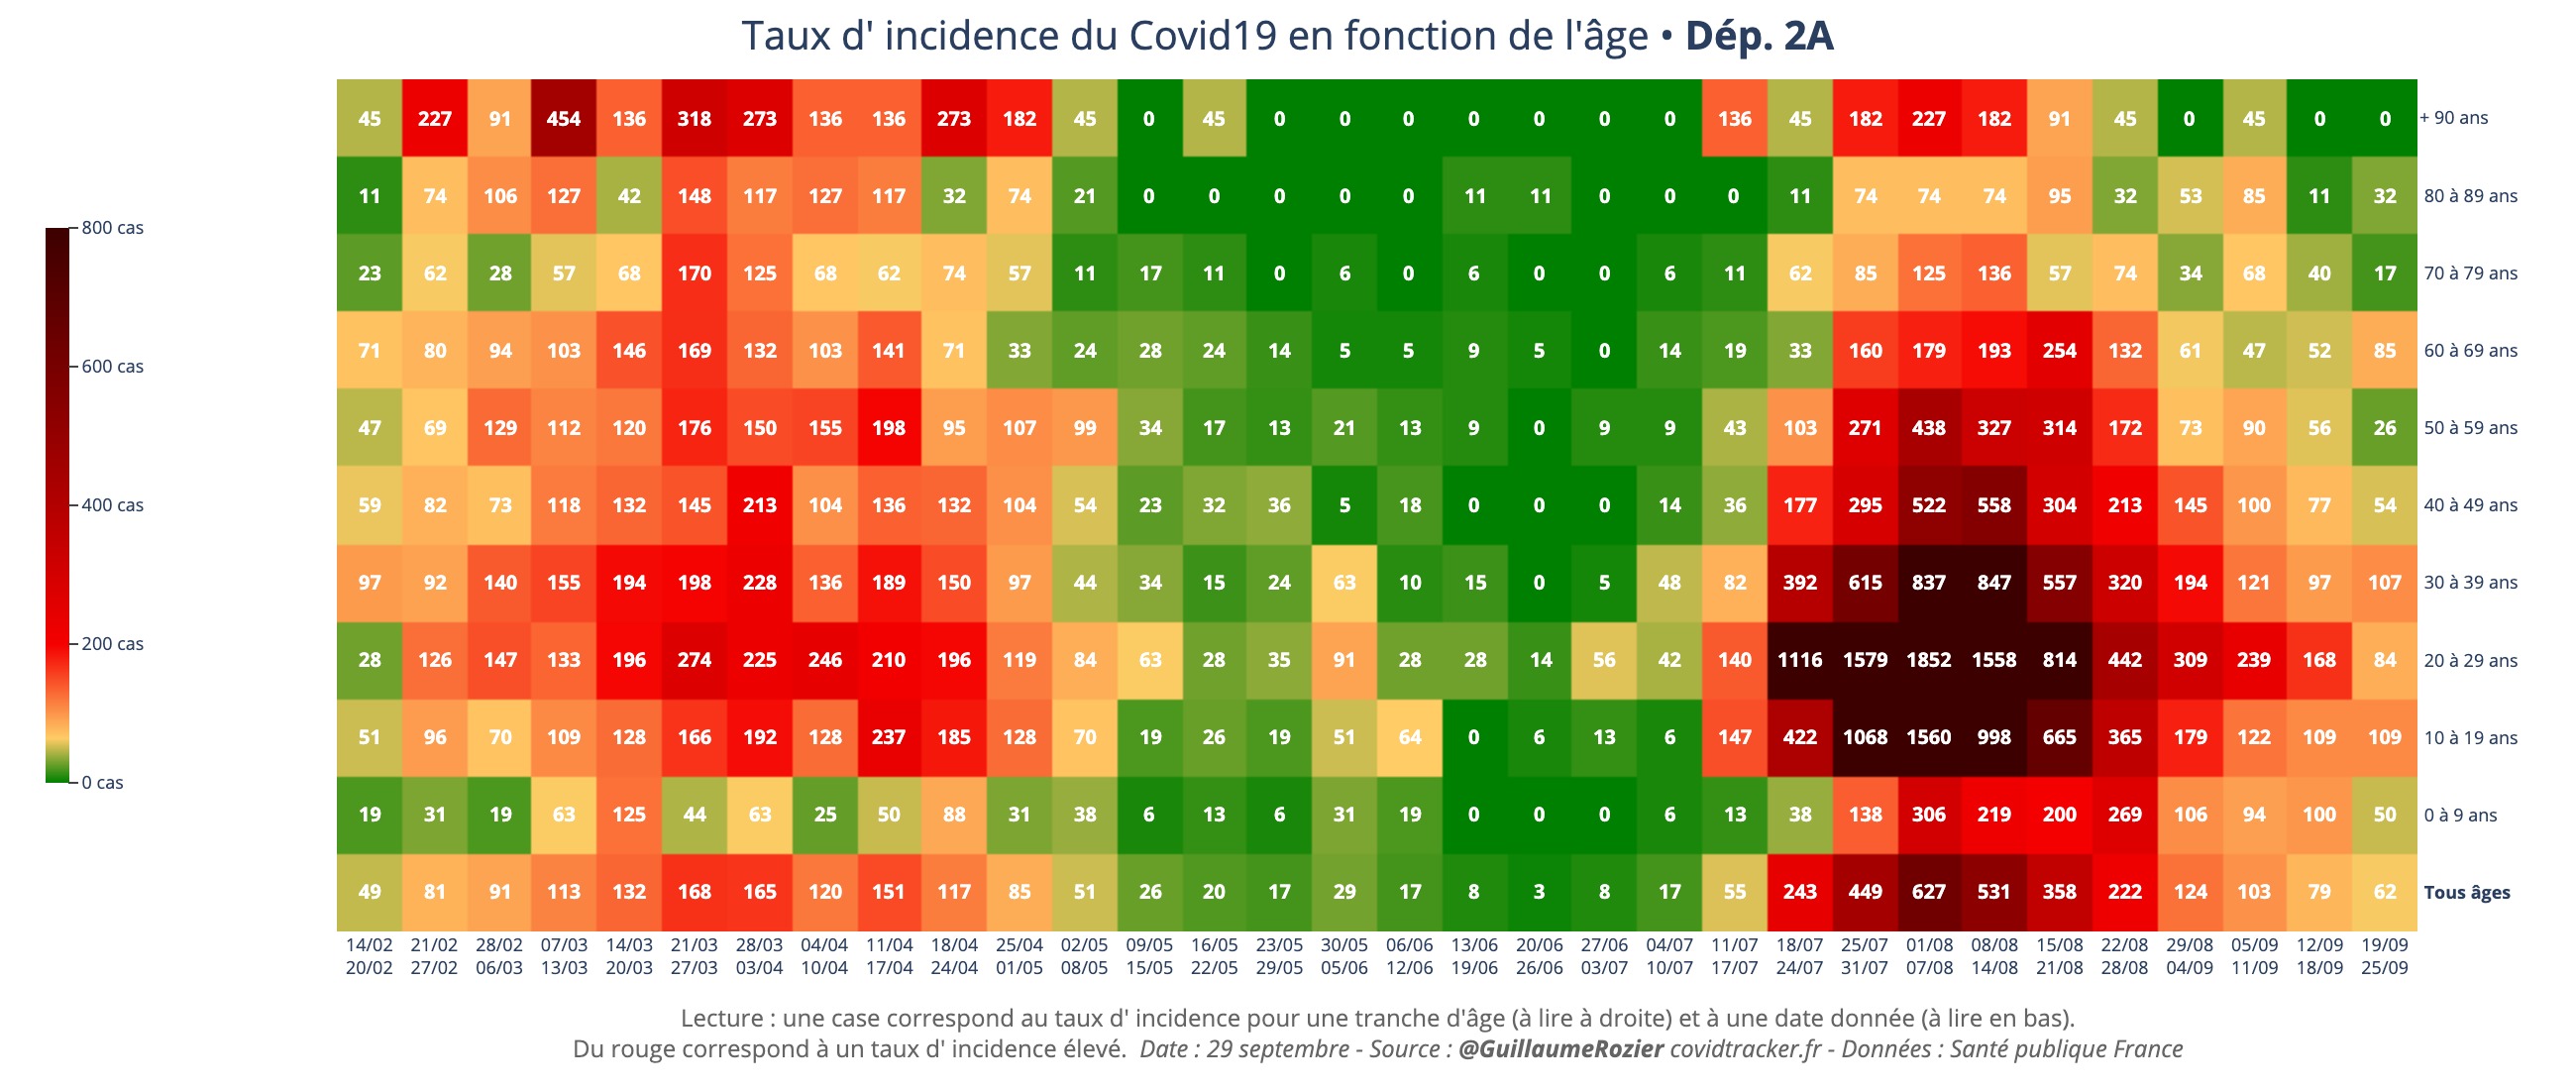 Taux d' incidence du Covid19 en fonction de l'âge • Dép. 2A
800 cas
600 cas
400 cas
200 cas
0 cas
45 227 91 454 136 318 273 136 136 273 182 45 0 45 0 0 0 0 0 0 0 136 45 182 227 182 91 45 0 45 0 0 + 90 ans
11 74 106 127 42 148 117 127 117 32 74 21 0 0 0 0 0 11 11 0 0 0 11 74 74 74 95 32 53 85 11 32 80 à 89 ans
23 62 28 57 68 170 125 68 62 74 57 11 17 11 0 6 0 6 0 0 6 11 62 85 125 136 57 74 34 68 40 17 70 à 79 ans
71 80 94 103 146 169 132 103 141 71 33 24 28 24 14 5 5 9 5 0 14 19 33 160 179 193 254 132 61 47 52 85 60 à 69 ans
47 69 129 112 120 176 150 155 198 95 107 99 34 17 13 21 13 9 0 9 9 43 103 271 438 327 314 172 73 90 56 26 50 à 59 ans
59 82 73 118 132 145 213 104 136 132 104 54 23 32 36 5 18 0 0 0 14 36 177 295 522 558 304 213 145 100 77 54 40 à 49 ans
97 92 140 155 194 198 228 136 189 150 97 44 34 15 24 63 10 15 0 5 48 82 392 615 837 847 557 320 194 121 97 107 30 à 39 ans
28 126 147 133 196 274 225 246 210 196 119 84 63 28 35 91 28 28 14 56 42 140 1116 1579 1852 1558 814 442 309 239 168 84 20 à 29 ans
51 96 70 109 128 166 192 128 237 185 128 70 19 26 19 51 64 0 6 13 6 147 422 1068 1560 998 665 365 179 122 109 109 10 à 19 ans
19 31 19 63 125 44 63 25 50 88 31 38 6 13 6 31 19 0 0 0 6 13 38 138 306 219 200 269 106 94 100 50 0 à 9 ans
49 81 91 113 132 168 165 120 151 117 85 51 26 20 17 29 17 8 3 8 17 55 243 449 627 531 358 222 124 103 79 62 Tous âges
14/02 21/02 28/02 07/03 14/03 21/03 28/03 04/04 11/04 18/04 25/04 02/05 09/05 16/05 23/05 30/05 06/06 13/06 20/06 27/06 04/07 11/07 18/07 25/07 01/08 08/08 15/08 22/08 29/08 05/09 12/09 19/09
20/02 27/02 06/03 13/03 20/03 27/03 03/04 10/04 17/04 24/04 01/05 08/05 15/05 22/05 29/05 05/06 12/06 19/06 26/06 03/07 10/07 17/07 24/07 31/07 07/08 14/08 21/08 28/08 04/09 11/09 18/09 25/09
Lecture : une case correspond au taux d' incidence pour une tranche d'âge (à lire à droite) et à une date donnée (à lire en bas).
Du rouge correspond à un taux d' incidence élevé. Date : 29 septembre - Source : @GuillaumeRozier covidtracker.fr - Données : Santé publique France